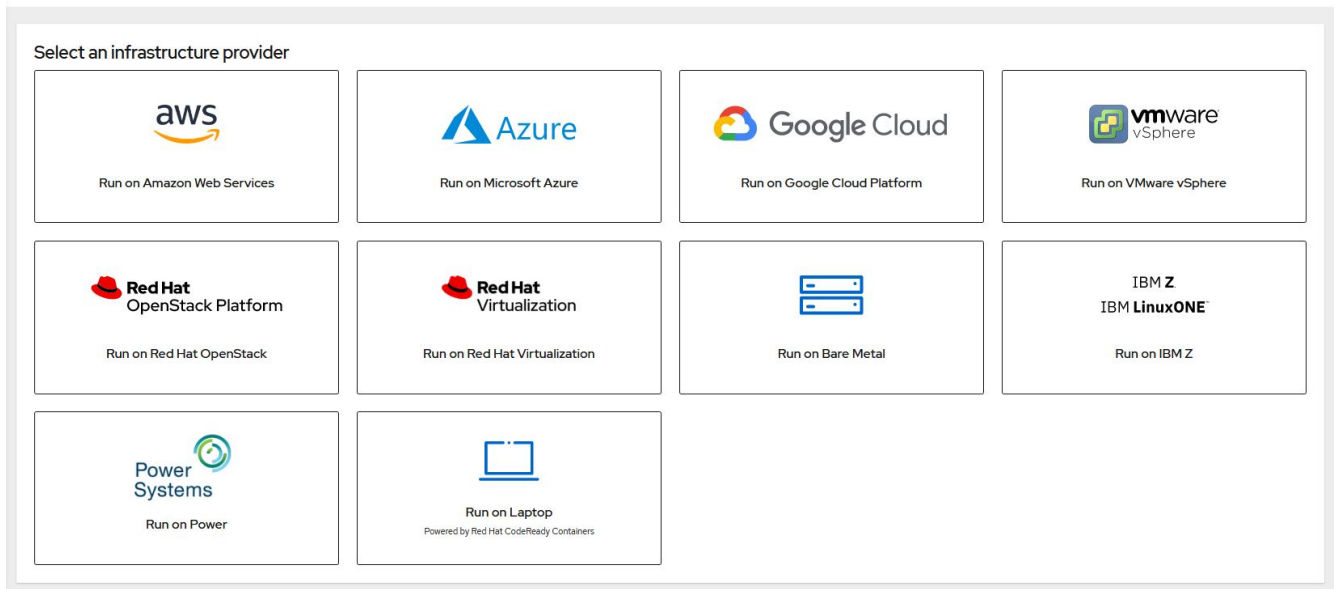 Select an infrastructure provider
aws
Run on Amazon Web Services
Azure
Run on Microsoft Azure
Google Cloud
Run on Google Cloud Platform
vmware
vSphere
Run on VMware vSphere
Red Hat
OpenStack Platform
Run on Red Hat OpenStack
Red Hat
Virtualization
Run on Red Hat Virtualization
Run on Bare Metal
IBM Z
IBM LinuxONE™
Run on IBM Z
Power
Systems
Run on Power
Run on Laptop
Powered by Red Hat CodeReady Containers